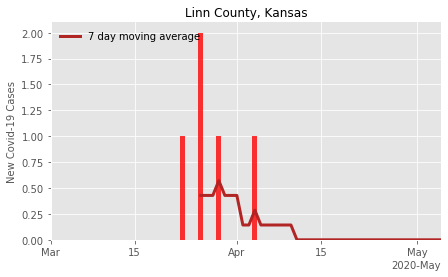 Linn County, Kansas
7 day moving average
New Covid-19 Cases
2.00
1.75
1.50
1.25
1.00
0.75
0.50
0.25
0.00
Mar 15 Apr 15 May
2020-May